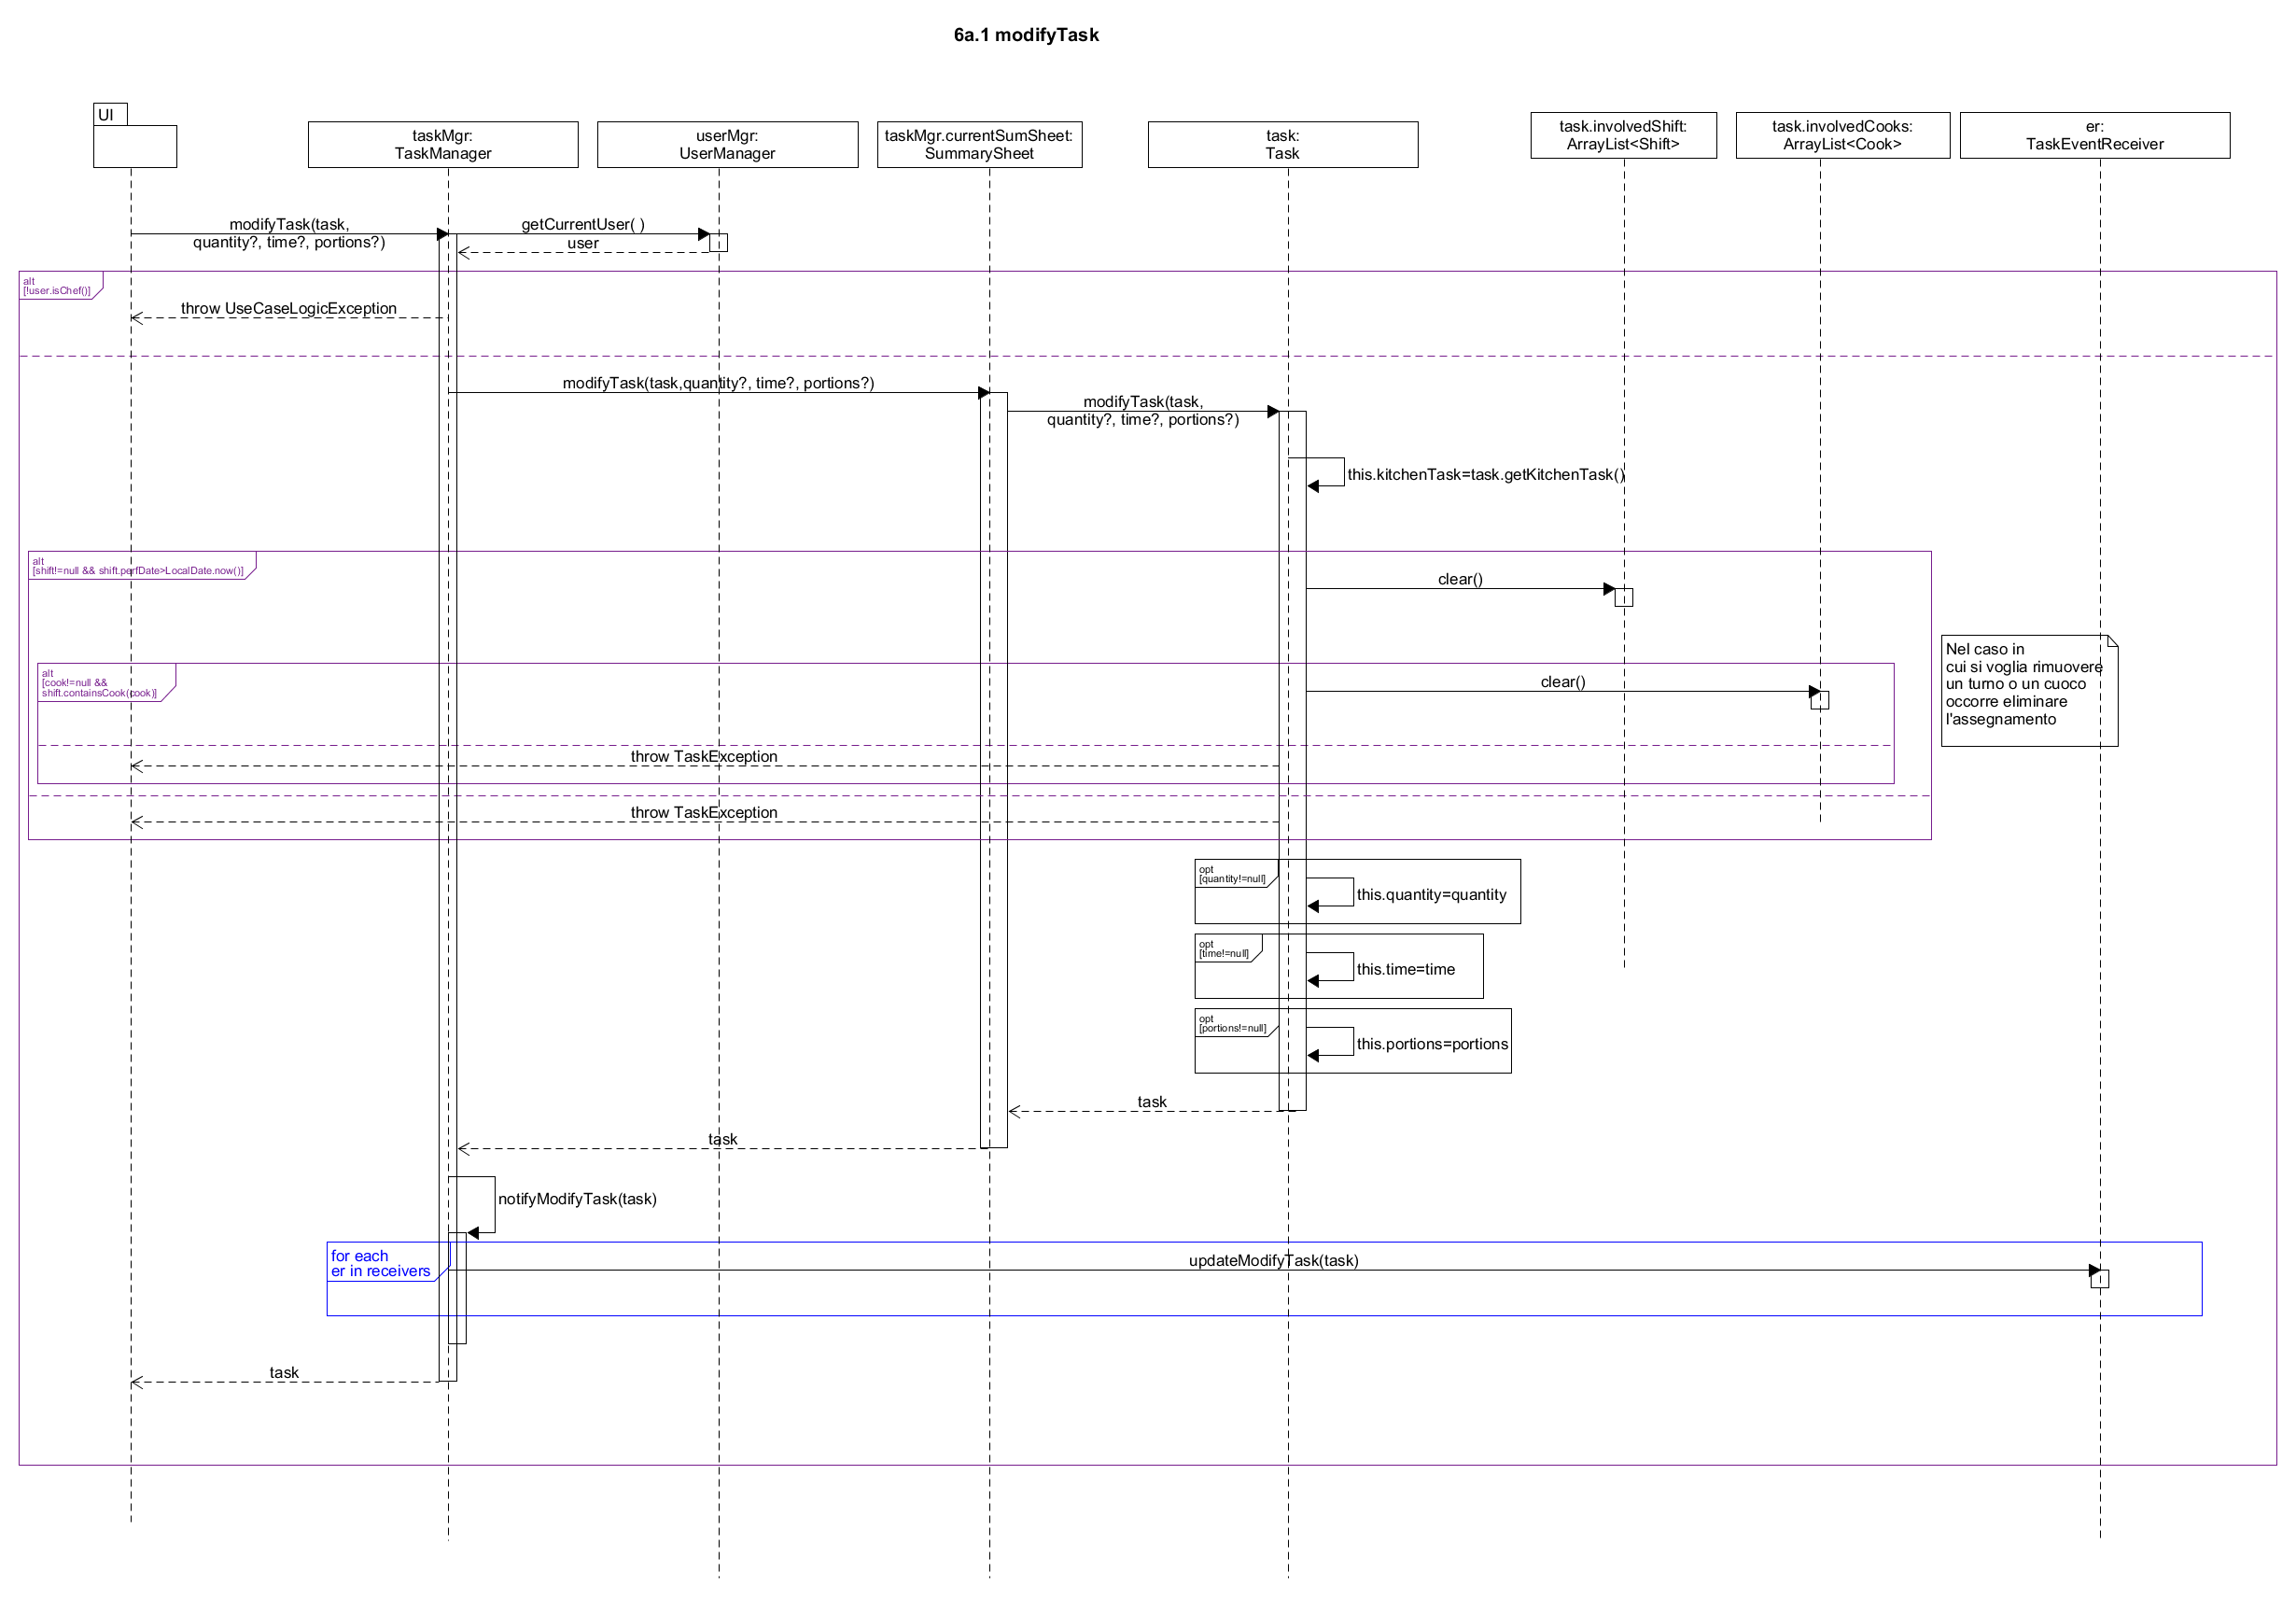 6a.1 modifyTask
UI
taskMgr:
TaskManager
userMgr:
UserManager
taskMgr.currentSumSheet:
SummarySheet
task:
Task
task.involvedShift:
ArrayList<Shift>
task.involvedCooks:
ArrayList<Cook>
er:
TaskEventReceiver
modifyTask(task,
quantity?, time?, portions?)
getCurrentUser( )
user
alt
[!user.isChef()]
throw UseCaseLogicException
modifyTask(task,quantity?, time?, portions?)
modifyTask(task,
quantity?, time?, portions?)
this.kitchenTask=task.getKitchenTask()
alt
[shift!=null && shift.perfDate>LocalDate.now()]
clear()
alt
[cook!=null &&
shift.containsCook(cook)]
clear()
Nel caso in
cui si voglia rimuovere
un turno o un cuoco
occorre eliminare
l'assegnamento
throw TaskException
throw TaskException
opt
[quantity!=null]
this.quantity=quantity
opt
[time!=null]
this.time=time
opt
[portions!=null]
this.portions=portions
task
task
notifyModifyTask(task)
for each
er in receivers
updateModifyTask(task)
task